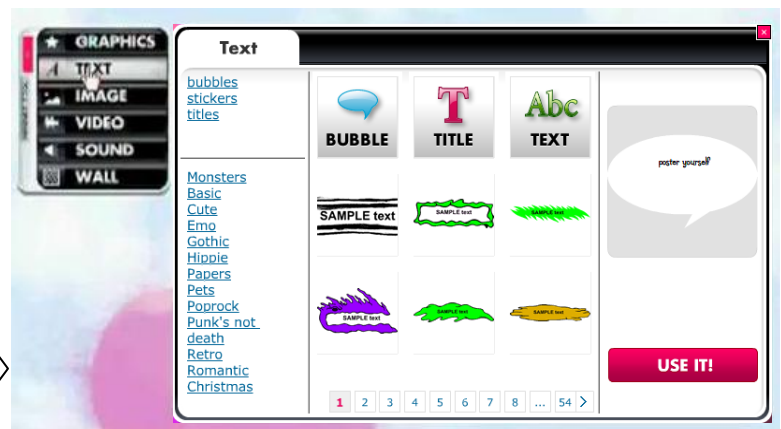 GRAPHICS
TEXT
IMAGE
VIDEO
SOUND
WALL
Text
bubbles
stickers
titles
Monsters
Basic
Cute
Emo
Gothic
Hippie
Papers
Pets
Poprock
Punk's not
death
Retro
Romantic
Christmas
BUBBLE
TITLE
Abc
TEXT
SAMPLE text
SAMPLE text
SAMPLE text
SAMPLE text
SAMPLE text
SAMPLE text
1 2 3 4 5 6 7 8 ... 54 >
poster yourself
USE IT!